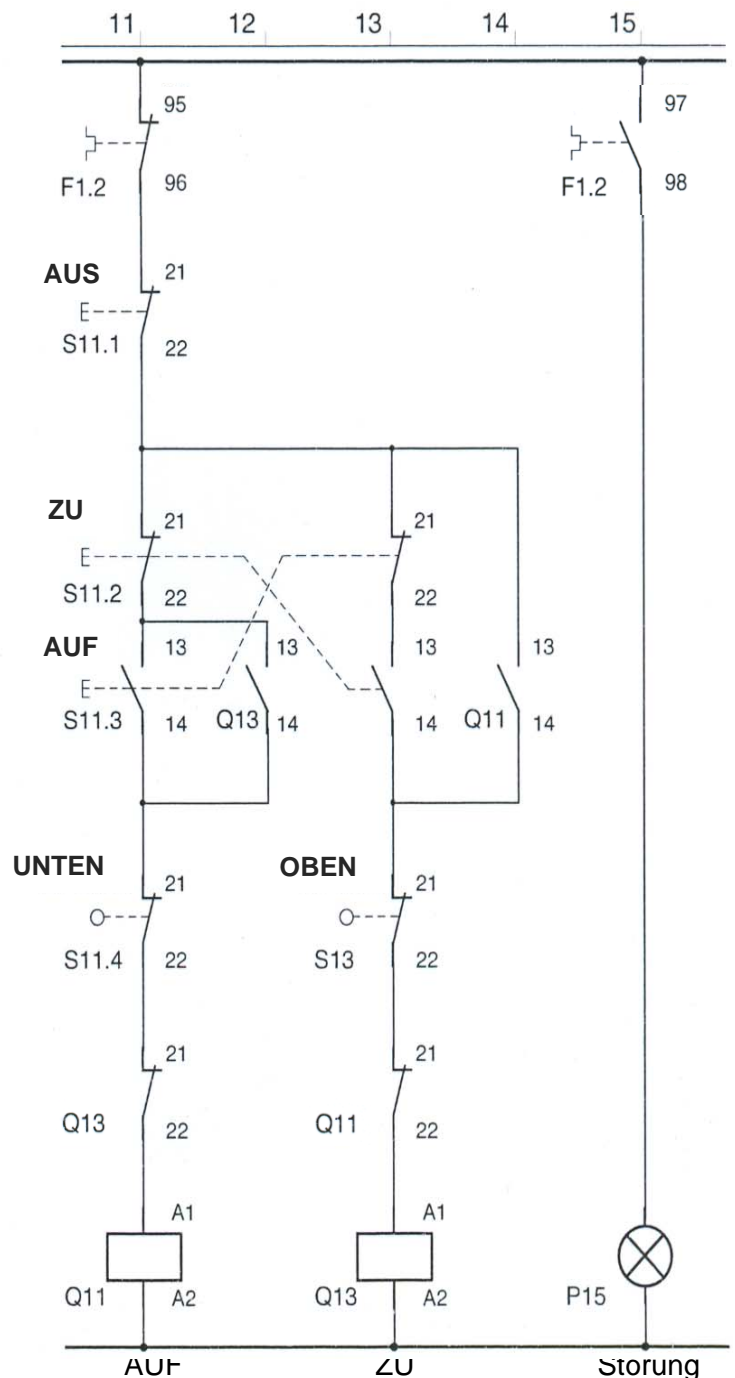 11 12 13 14 15
95 97
F1.2 96 F1.2 98
AUS 21
S11.1 22
ZU 21 21
S11.2 22 22
AUF 13 13 13 13
S11.3 14 Q13 14 14 Q11 14
UNTEN OBEN
21 21
S11.4 22 S13 22
21 21
Q13 22 Q11 22
A1 A1
Q11 A2 Q13 A2 P15
AUF ZU Störung